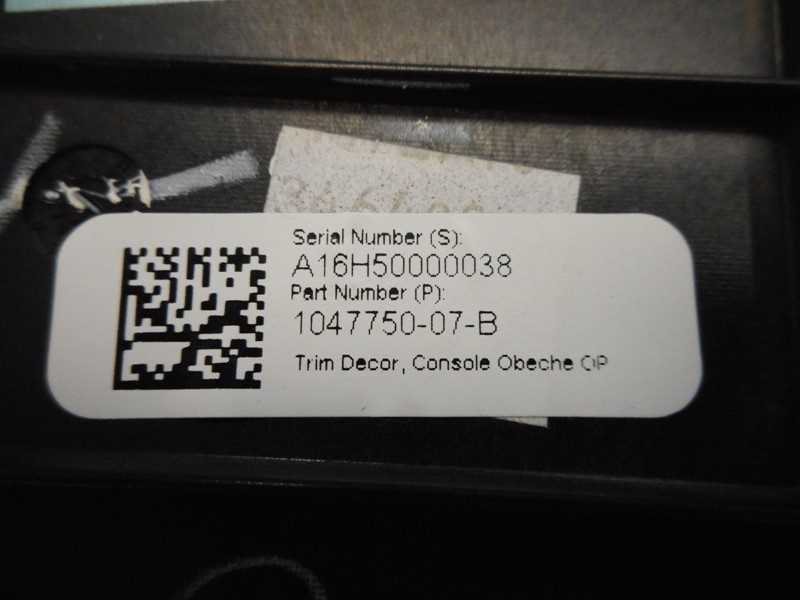 Serial Number (S):
A16H50000038
Part Number (P):
1047750-07-B
Trim Decor, Console Obeche OP